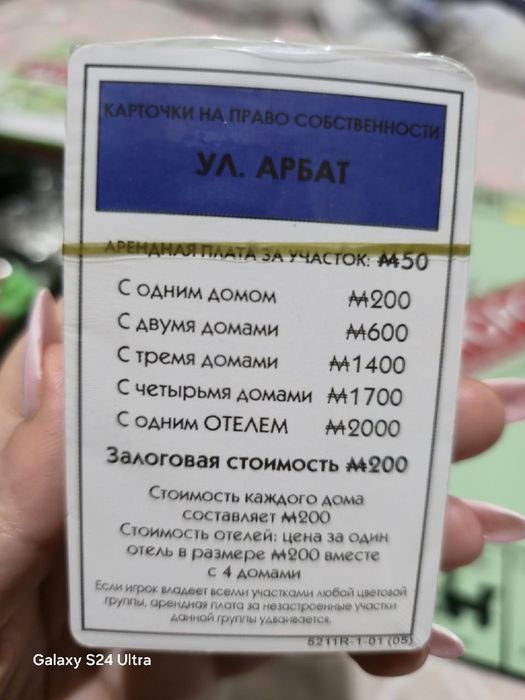 КАРТОЧКИ НА ПРАВО СОБСТВЕННОСТИ
УЛ. АРБАТ
АРЕНДНАЯ ПЛАТА ЗА УЧАСТОК: ₩50
С одним домом ₩200
С двумя домами ₩600
С тремя домами ₩1400
С четырьмя домами ₩1700
С одним ОТЕЛЕМ ₩2000
Залоговая стоимость ₩200
Стоимость каждого дома
составляет ₩200
Стоимость отелей: цена за один
отель в размере ₩200 вместе
с 4 домами
Если игрок владеет всеми участками любой цветовой
группы, арендная плата за незастроенные участки
данной группы удваивается.
5211R-1-01 (05)
Galaxy S24 Ultra